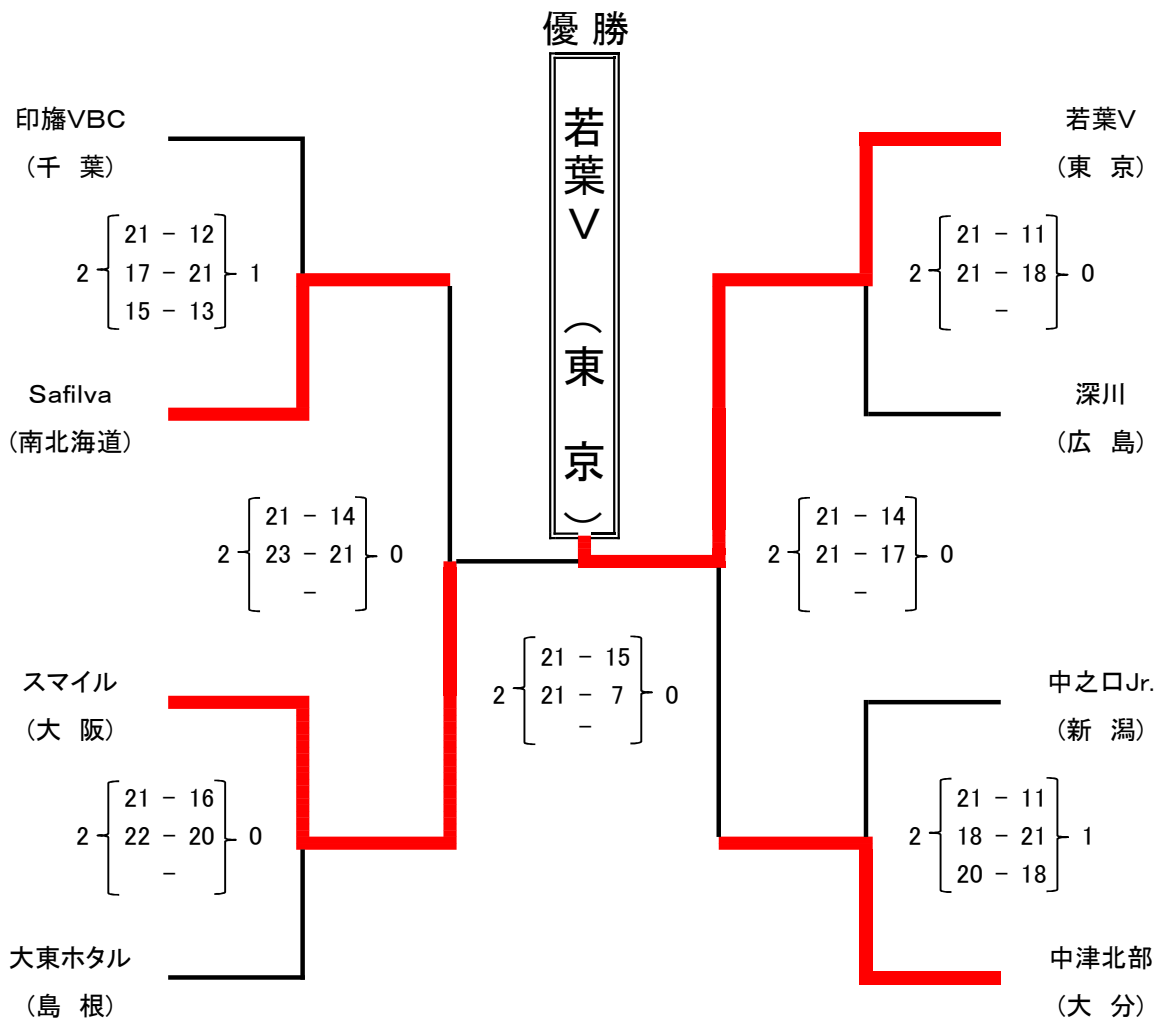 優勝
若葉V（東京）
印旛VBC
（千 葉）
2 21 - 12 1
17 - 21
15 - 13
Safilva
（南北海道）
2 21 - 14 0
23 - 21
-
スマイル
（大 阪）
2 21 - 16 0
22 - 20
-
大東ホタル
（島 根）
2 21 - 15 0
21 - 7
-
若葉V
（東 京）
2 21 - 11 0
21 - 18
-
深川
（広 島）
2 21 - 14 0
21 - 17
-
中之口Jr.
（新 潟）
2 21 - 11 1
18 - 21
20 - 18
中津北部
（大 分）